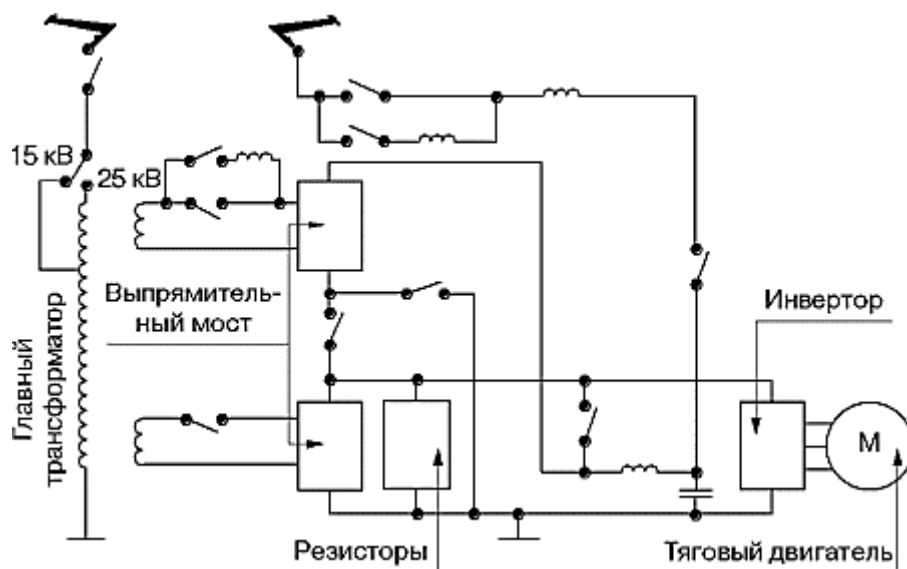 15 кВ
25 кВ
Выпрямитель-
ный мост
Главный
трансформатор
Инвертор
М
Резисторы
Тяговый двигатель